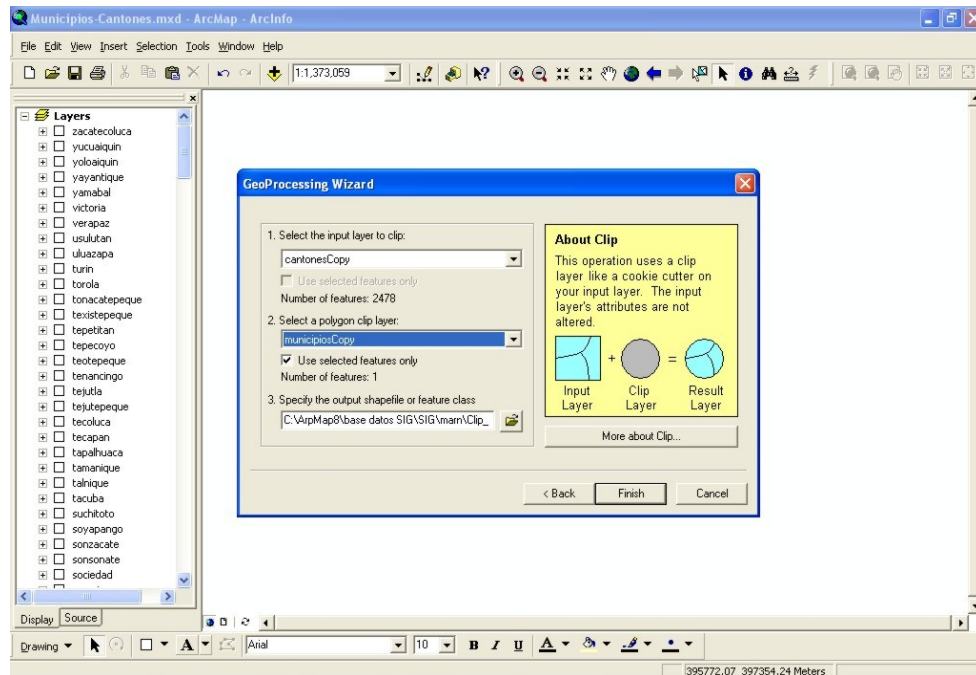 Municipios-Cantones.mxd - ArcMap - ArcInfo
File Edit View Insert Selection Tools Window Help
1:1,373,059
Layers
zacatecoluca
yucuaiquin
yoloaiquin
yayantique
yamabal
victoria
verapaz
usulutan
uluazapa
turin
torola
tonacatepeque
texistepeque
tepetitan
tepecoyo
teotepeque
tenancingo
tejutla
tejutepeque
tecoluca
tecapan
tapalhuaca
tamanique
talnique
tacuba
suchitoto
soyapango
sonzacate
sonsonate
sociedad
Display Source
GeoProcessing Wizard
1. Select the input layer to clip:
cantonesCopy
Use selected features only
Number of features: 2478
2. Select a polygon clip layer:
municipiosCopy
Use selected features only
Number of features: 1
3. Specify the output shapefile or feature class
C:\ArpMap8\base datos SIG\SIG\marn\Clip_
About Clip
This operation uses a clip
layer like a cookie cutter on
your input layer. The input
layer's attributes are not
altered.
+ =
Input Layer
Clip Layer
Result Layer
More about Clip...
< Back Finish Cancel
Drawing A Arial 10 B I U A
395772.07 397354.24 Meters